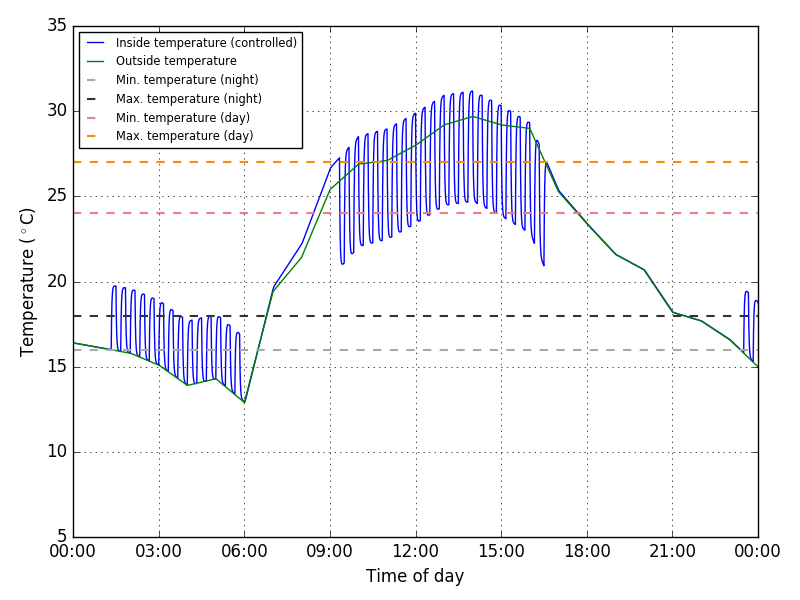 35
30
25
20
15
10
5
Temperature (°C)
Inside temperature (controlled)
Outside temperature
Min. temperature (night)
Max. temperature (night)
Min. temperature (day)
Max. temperature (day)
00:00 03:00 06:00 09:00 12:00 15:00 18:00 21:00 00:00
Time of day